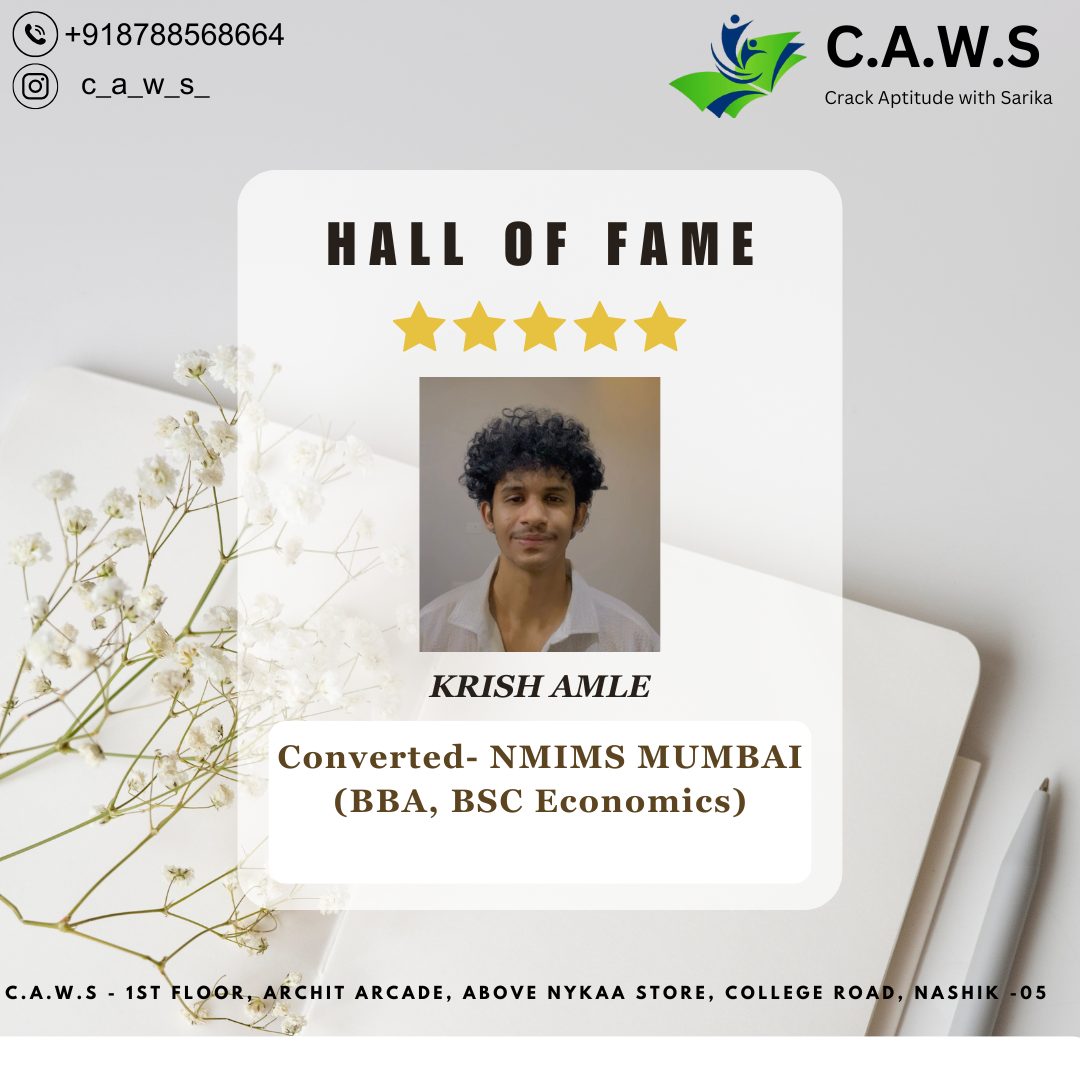 +918788568664
c_a_w_s_
C.A.W.S
Crack Aptitude with Sarika
HALL OF FAME
KRISH AMLE
Converted- NMIMS MUMBAI
(BBA, BSC Economics)
C.A.W.S - 1ST FLOOR, ARCHIT ARCADE, ABOVE NYKAA STORE, COLLEGE ROAD, NASHIK -05